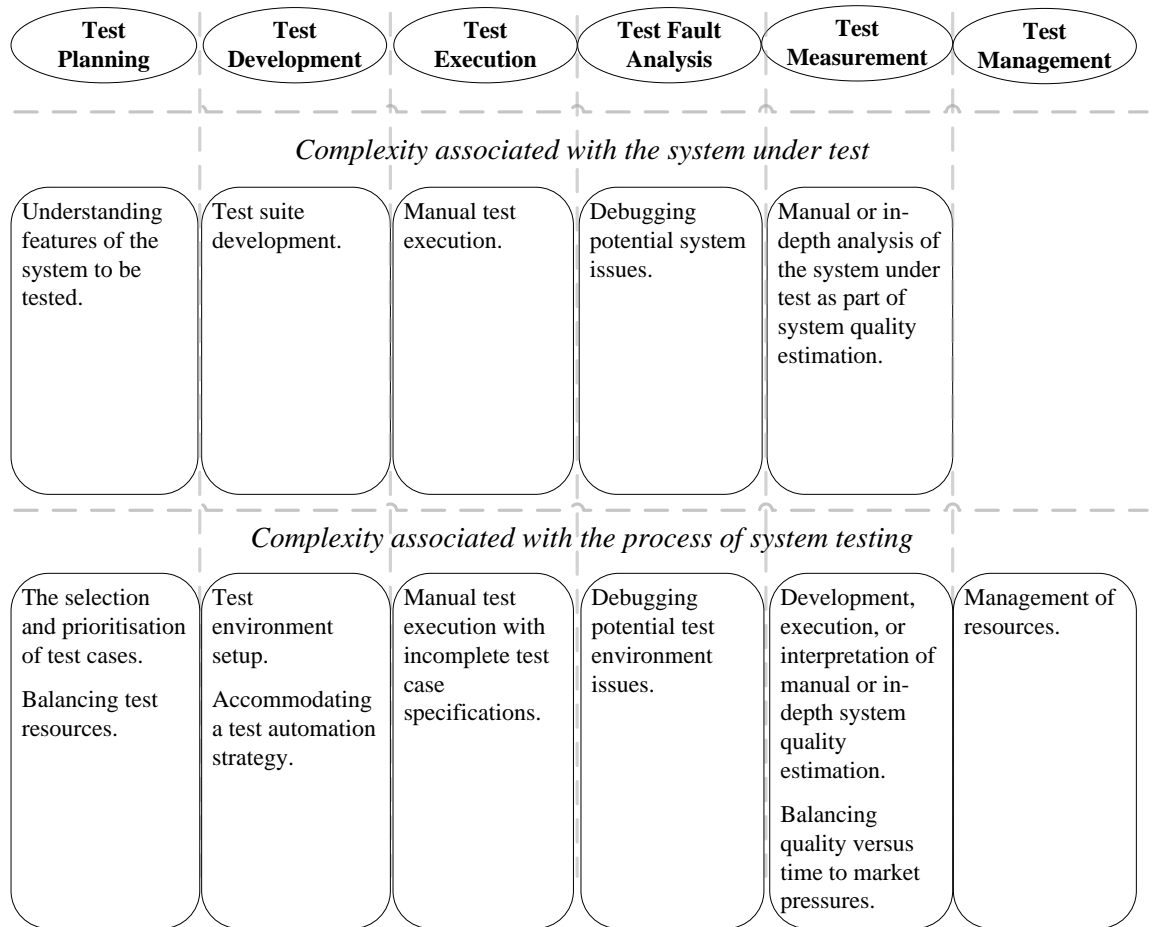 Test
Planning
Test
Development
Test
Execution
Test Fault
Analysis
Test
Measurement
Test
Management
Complexity associated with the system under test
Understanding
features of the
system to be
tested.
Test suite
development.
Manual test
execution.
Debugging
potential system
issues.
Manual or in-
depth analysis of
the system under
test as part of
system quality
estimation.
Complexity associated with the process of system testing
The selection
and prioritisation
of test cases.
Balancing test
resources.
Test
environment
setup.
Accommodating
a test automation
strategy.
Manual test
execution with
incomplete test
case
specifications.
Debugging
potential test
environment
issues.
Development,
execution, or
interpretation of
manual or in-
depth system
quality
estimation.
Balancing
quality versus
time to market
pressures.
Management of
resources.